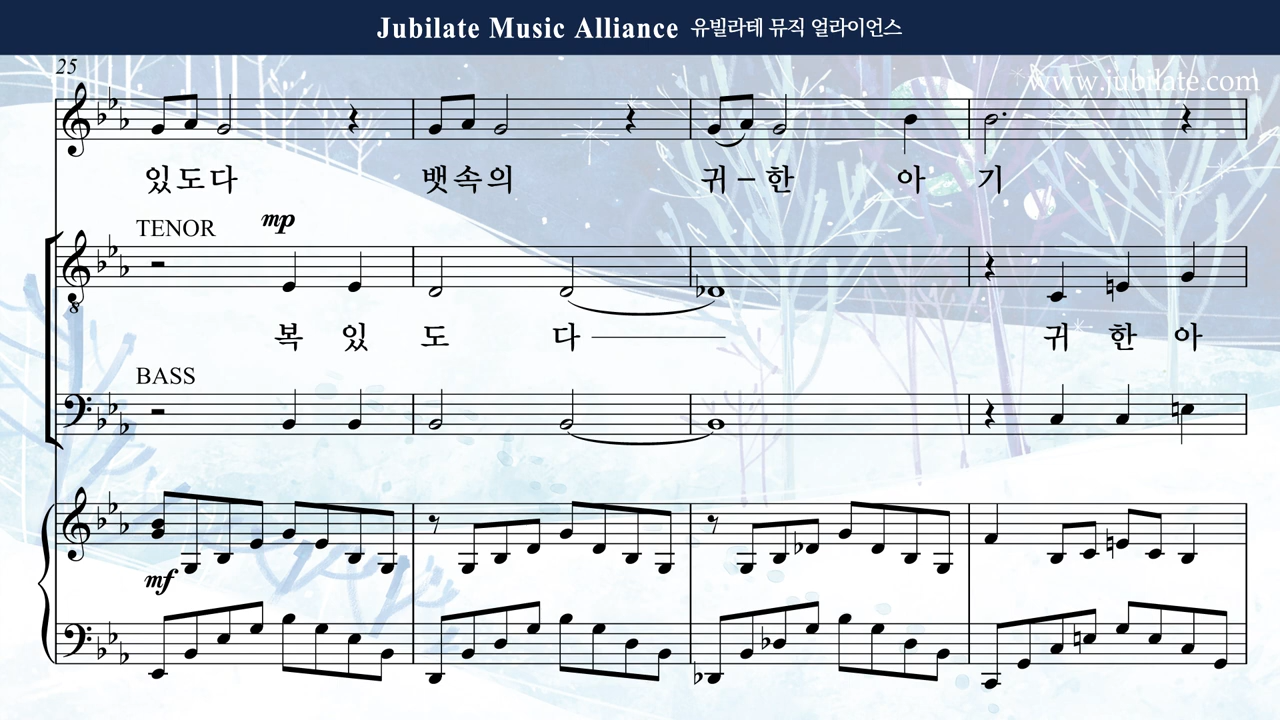 Jubilate Music Alliance 유빌라테 뮤직 얼라이언스
www.jubilate.com
25
있도다 뱃속의 귀-한 아 기
TENOR mp
복 있 도 다 귀 한 아
BASS
mf